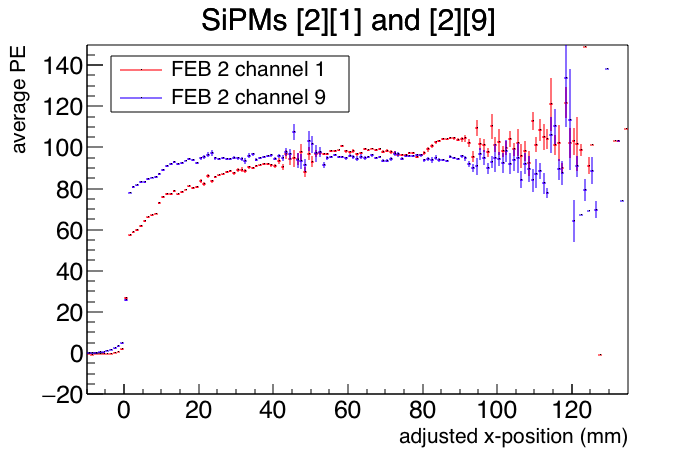 SiPMs [2][1] and [2][9]
average PE
FEB 2 channel 1
FEB 2 channel 9
140
120
100
80
60
40
20
0
−20
0 20 40 60 80 100 120
adjusted x-position (mm)